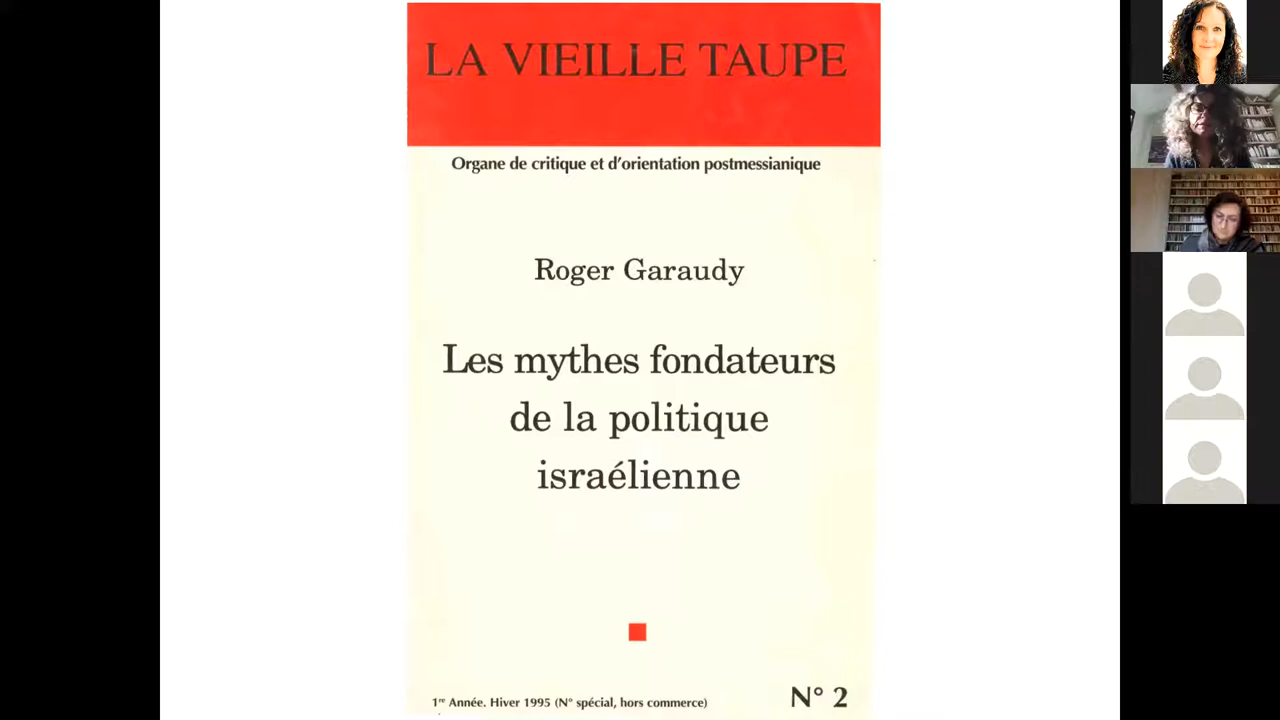 LA VIEILLE TAUPE
Organe de critique et d'orientation postmessianique
Roger Garaudy
Les mythes fondateurs
de la politique
israélienne
1re Année. Hiver 1995 (N° spécial, hors commerce)
N° 2